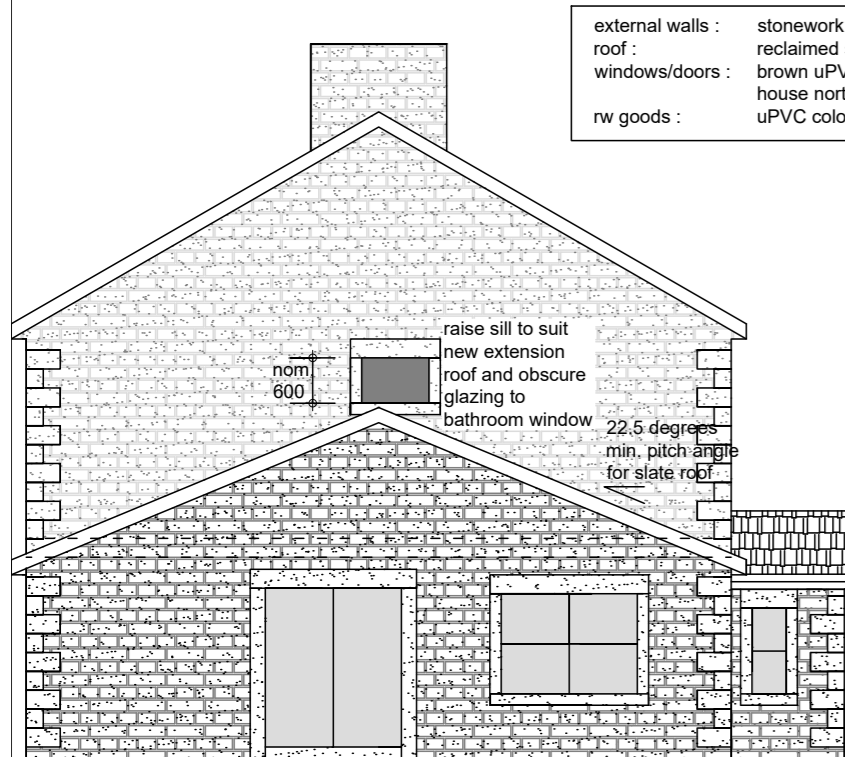 external walls : stonework
roof : reclaimed
windows/doors : brown uPV
house nort
rw goods : uPVC colo
raise sill to suit
new extension
roof and obscure
glazing to
bathroom window
nom
600
22.5 degrees
min. pitch angle
for slate roof